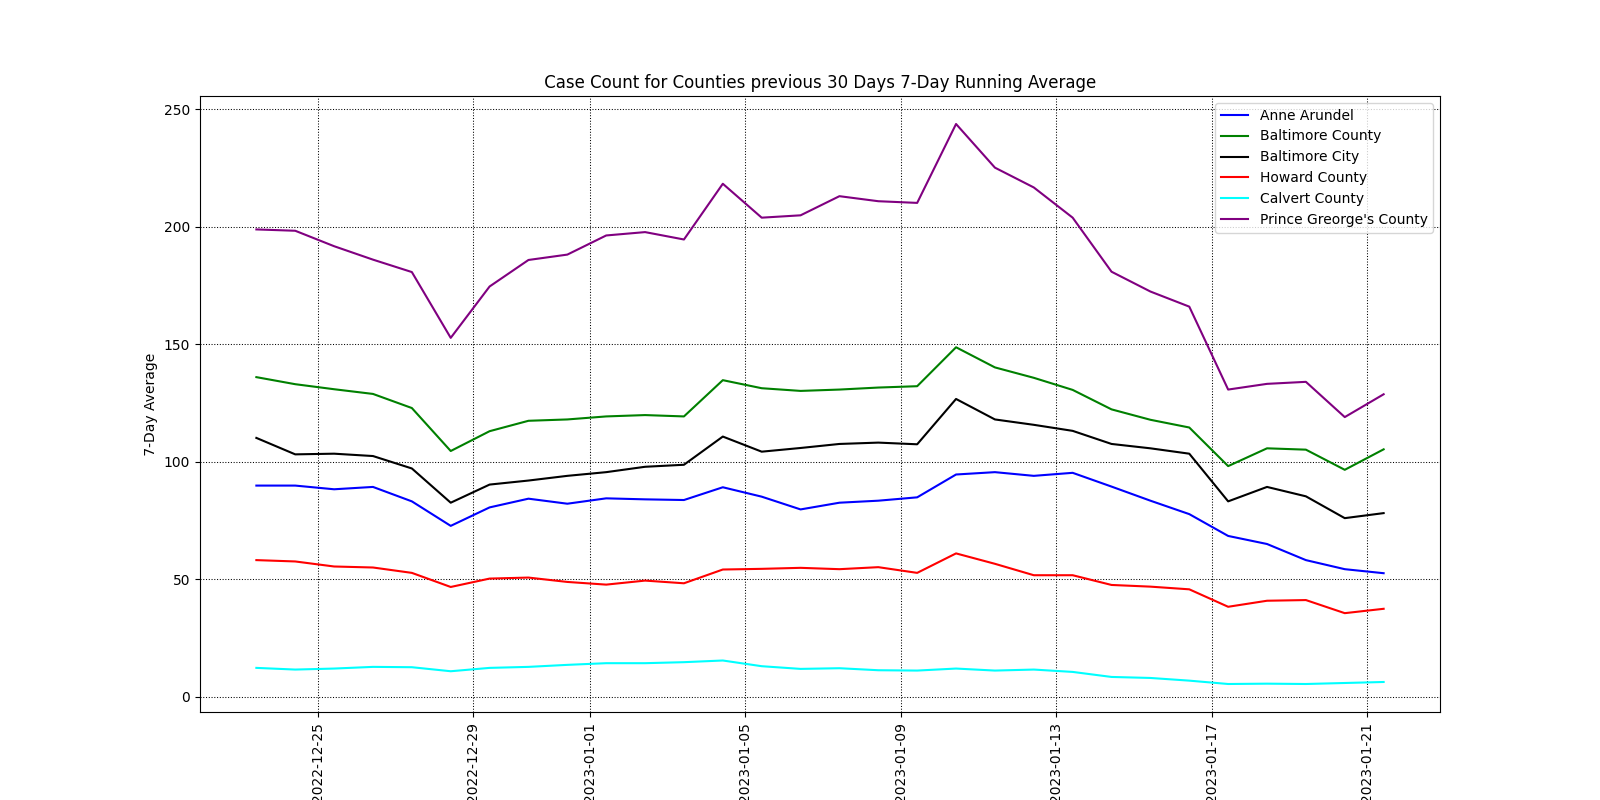 Case Count for Counties previous 30 Days 7-Day Running Average
250
200
150
100
50
0
7-Day Average
Anne Arundel
Baltimore County
Baltimore City
Howard County
Calvert County
Prince Greorge's County
2022-12-25
2022-12-29
2023-01-01
2023-01-05
2023-01-09
2023-01-13
2023-01-17
2023-01-21